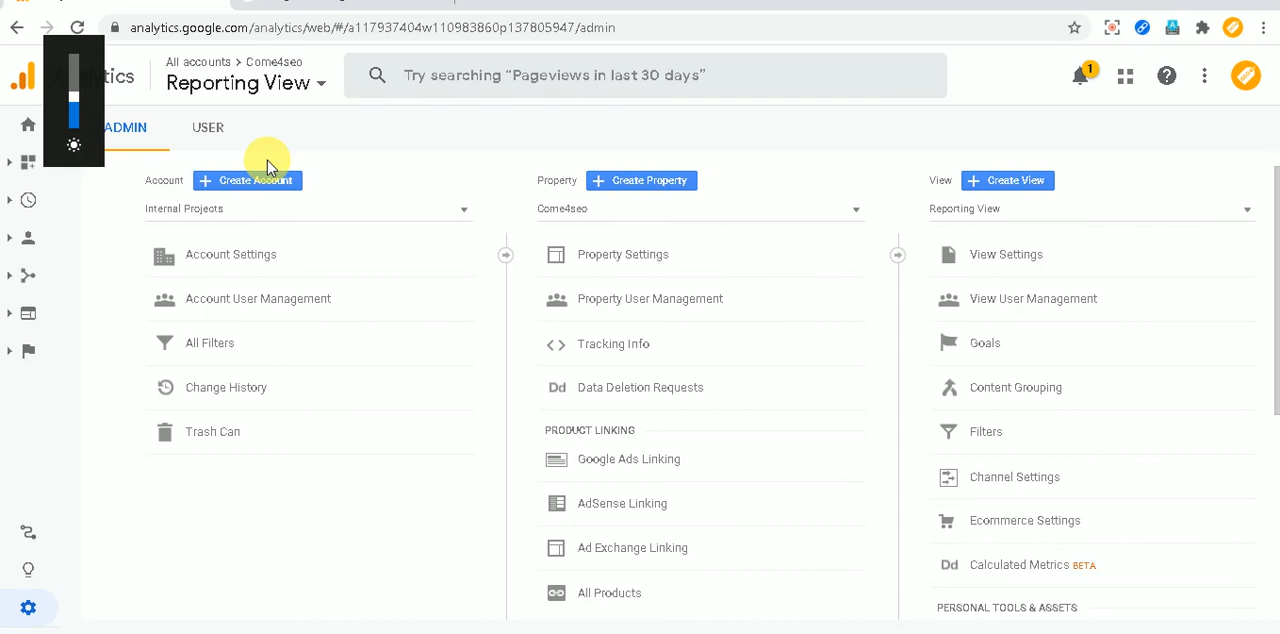 analytics.google.com/analytics/web/#/a117937404w110983860p137805947/admin
All accounts > Come4seo
Reporting View
Try searching “Pageviews in last 30 days”
1
ADMIN
USER
Account
Create Account
Internal Projects
Account Settings
Account User Management
All Filters
Change History
Trash Can
Property
Create Property
Come4seo
Property Settings
Property User Management
Tracking Info
Dd Data Deletion Requests
PRODUCT LINKING
Google Ads Linking
AdSense Linking
Ad Exchange Linking
All Products
View
Create View
Reporting View
View Settings
View User Management
Goals
Content Grouping
Filters
Channel Settings
Ecommerce Settings
Dd Calculated Metrics BETA
PERSONAL TOOLS & ASSETS